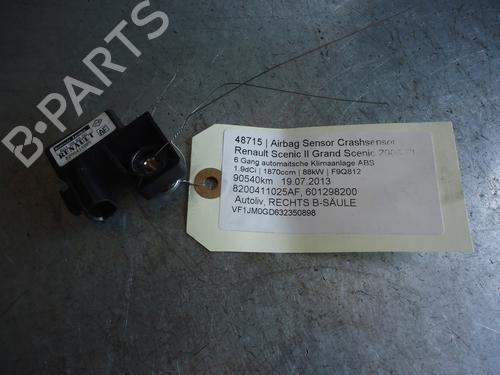 B-PARTS
RENAULT
48715 | Airbag Sensor Crashsensor
Renault Scenic II Grand Scenic
6 Gang automaitsche Klimaanlage ABS
1.9dCi | 1870ccm | 88kW | F9Q812
90540km 19.07.2013
8200411025AF, 601298200
Autoliv, RECHTS B-SÄULE
VF1JM0GD632350898